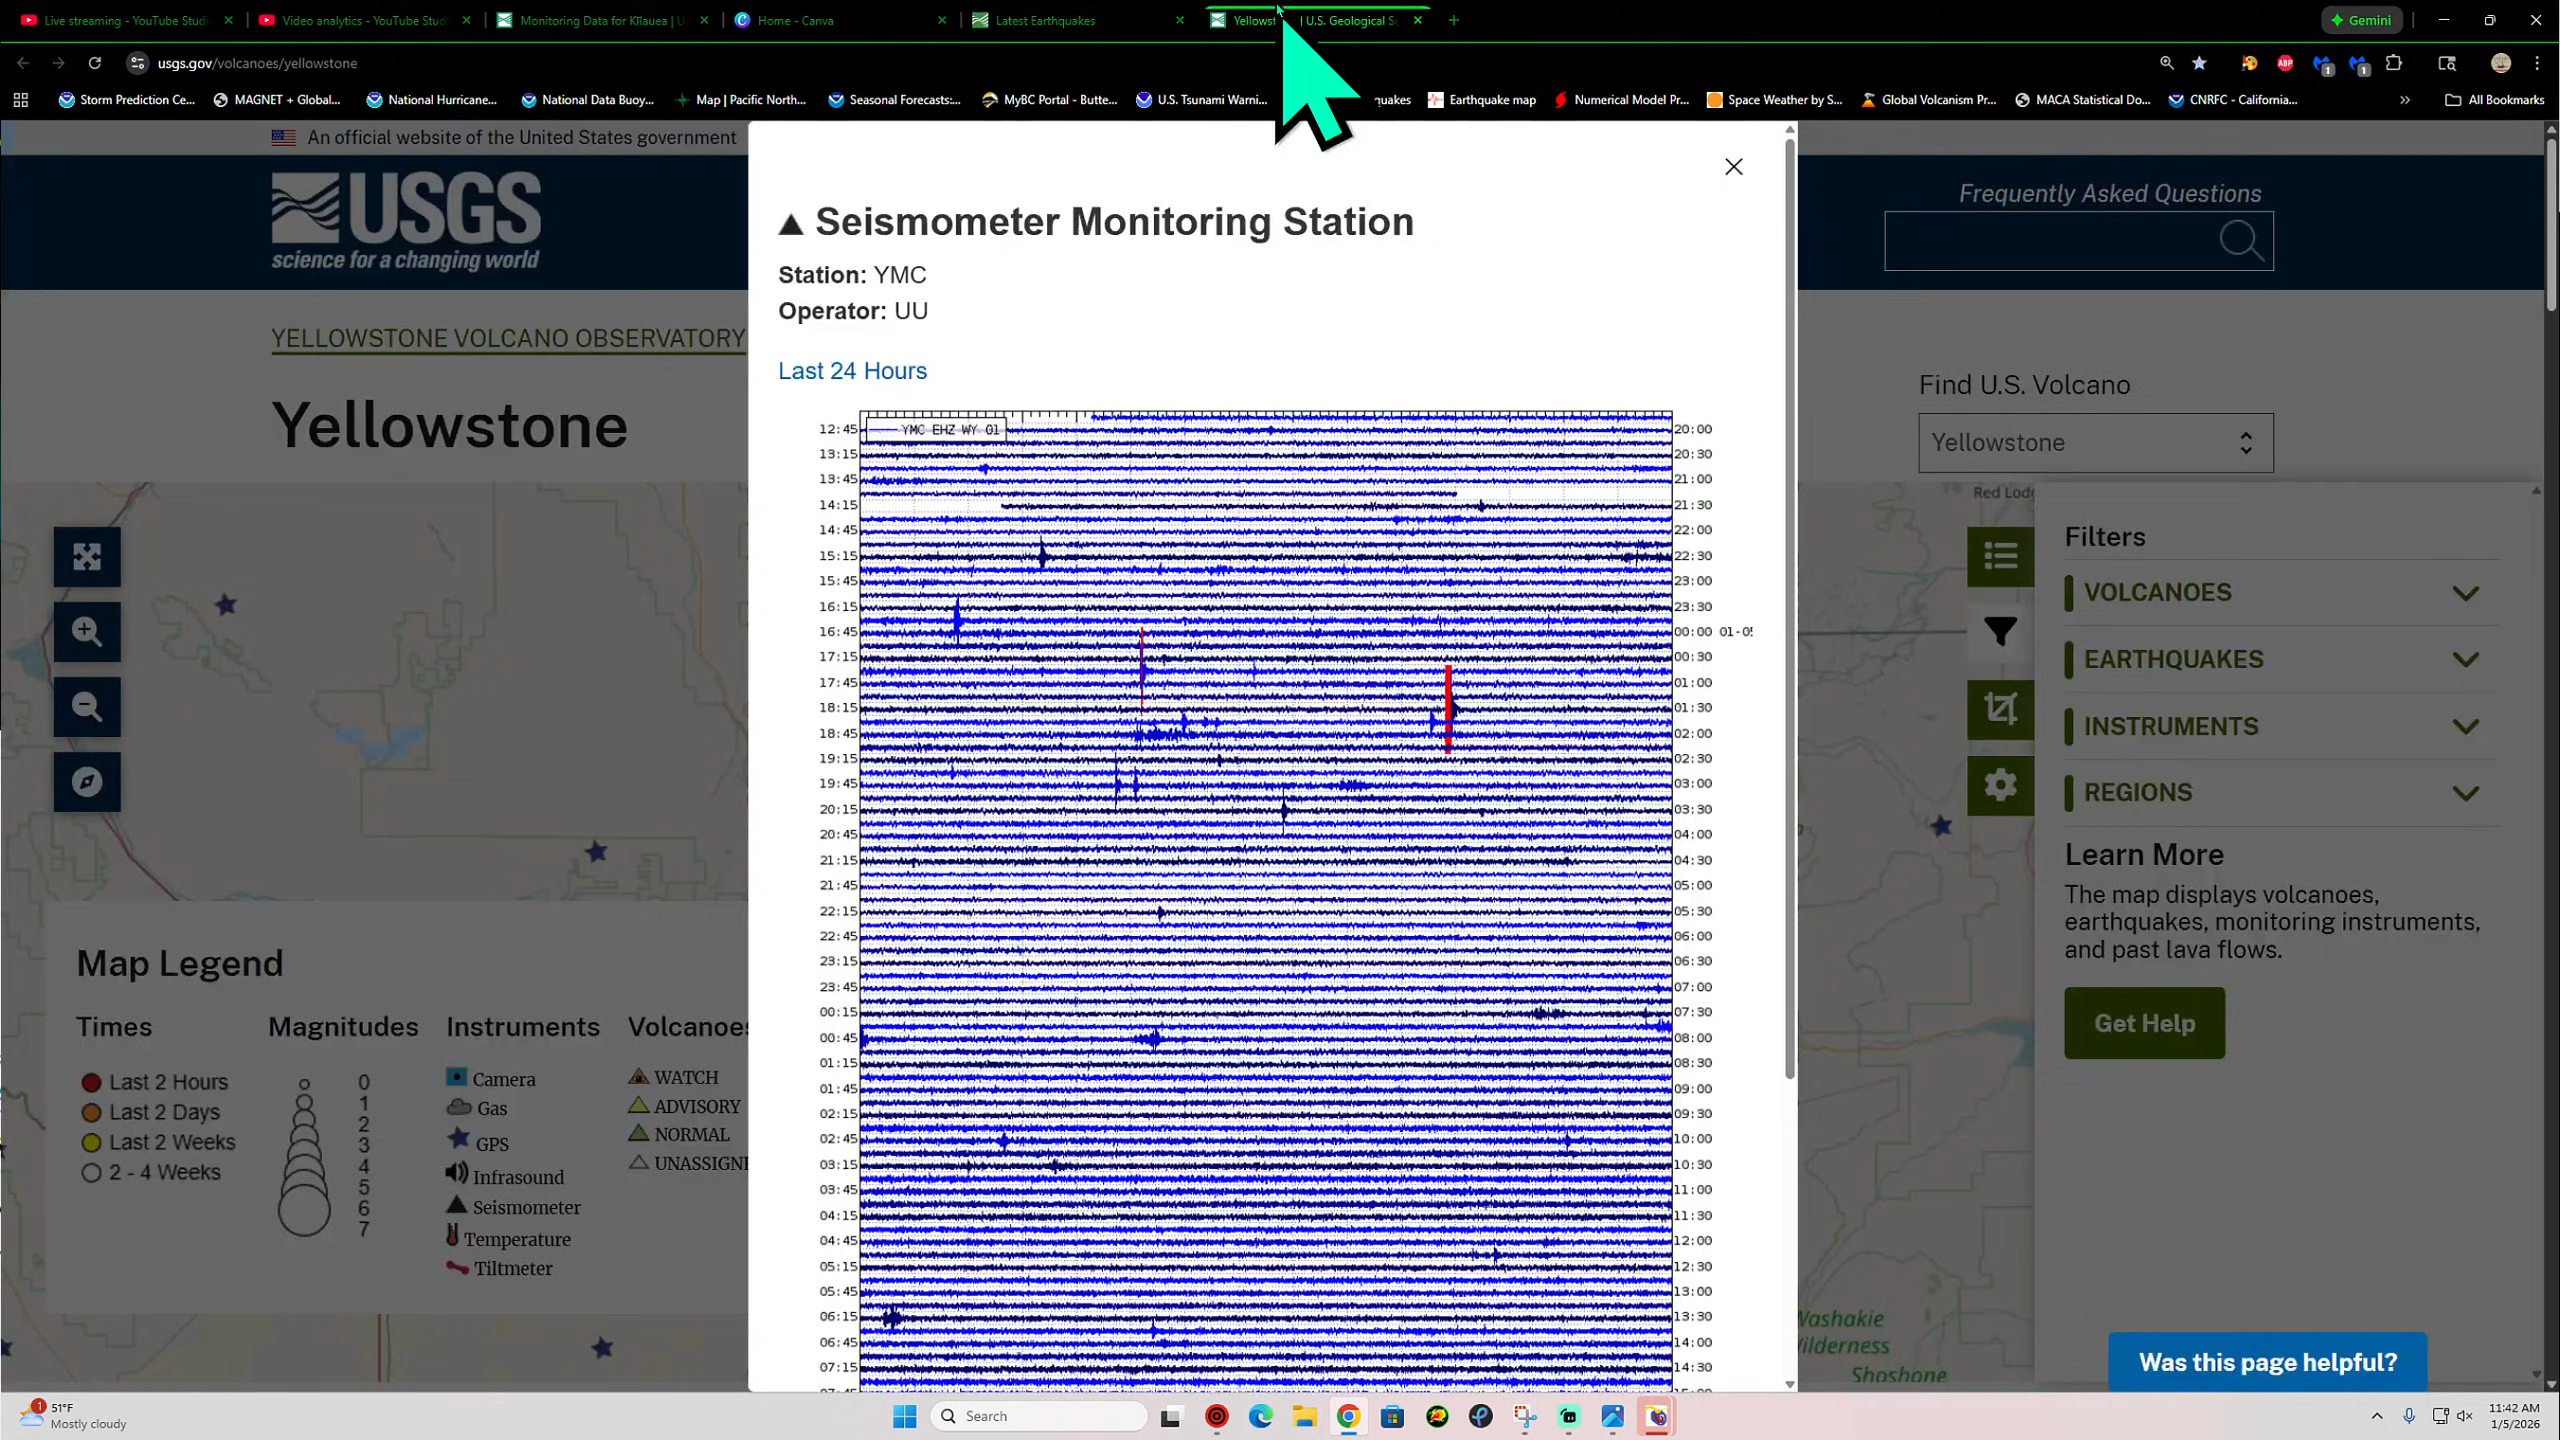 Live streaming - YouTube Studi
Video analytics - YouTube Stud
Monitoring Data for Kīlauea | U
Home - Canva
Latest Earthquakes
Yellowst
| U.S. Geological S
Gemini
usgs.gov/volcanoes/yellowstone
Storm Prediction Ce...
MAGNET + Global...
National Hurricane...
National Data Buoy...
Map | Pacific North...
Seasonal Forecasts:...
MyBC Portal - Butte...
U.S. Tsunami Warni...
quakes
Earthquake map
Numerical Model Pr...
Space Weather by S...
Global Volcanism Pr...
MACA Statistical Do...
CNRFC - California...
All Bookmarks
An official website of the United States government
USGS
science for a changing world
Frequently Asked Questions
YELLOWSTONE VOLCANO OBSERVATORY
Yellowstone
Find U.S. Volcano
Yellowstone
Seismometer Monitoring Station
Station: YMC
Operator: UU
Last 24 Hours
YMC EHZ WY 01
12:45 20:00
13:15 20:30
13:45 21:00
14:15 21:30
14:45 22:00
15:15 22:30
15:45 23:00
16:15 23:30
16:45 00:00 01-05
17:15 00:30
17:45 01:00
18:15 01:30
18:45 02:00
19:15 02:30
19:45 03:00
20:15 03:30
20:45 04:00
21:15 04:30
21:45 05:00
22:15 05:30
22:45 06:00
23:15 06:30
23:45 07:00
00:15 07:30
00:45 08:00
01:15 08:30
01:45 09:00
02:15 09:30
02:45 10:00
03:15 10:30
03:45 11:00
04:15 11:30
04:45 12:00
05:15 12:30
05:45 13:00
06:15 13:30
06:45 14:00
07:15 14:30
Red Lodg
Filters
VOLCANOES
EARTHQUAKES
INSTRUMENTS
REGIONS
Learn More
The map displays volcanoes,
earthquakes, monitoring instruments,
and past lava flows.
Get Help
Washakie
Wilderness
Shoshone
Was this page helpful?
Map Legend
Times
Last 2 Hours
Last 2 Days
Last 2 Weeks
2 - 4 Weeks
Magnitudes
0
1
2
3
4
5
6
7
Instruments
Camera
Gas
GPS
Infrasound
Seismometer
Temperature
Tiltmeter
Volcanoes
WATCH
ADVISORY
NORMAL
UNASSIGNE
1
51°F
Mostly cloudy
Search
11:42 AM
1/5/2026